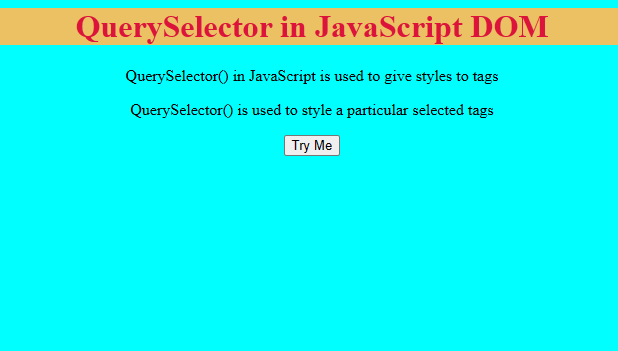 QuerySelector in JavaScript DOM
QuerySelector() in JavaScript is used to give styles to tags
QuerySelector() is used to style a particular selected tags
Try Me